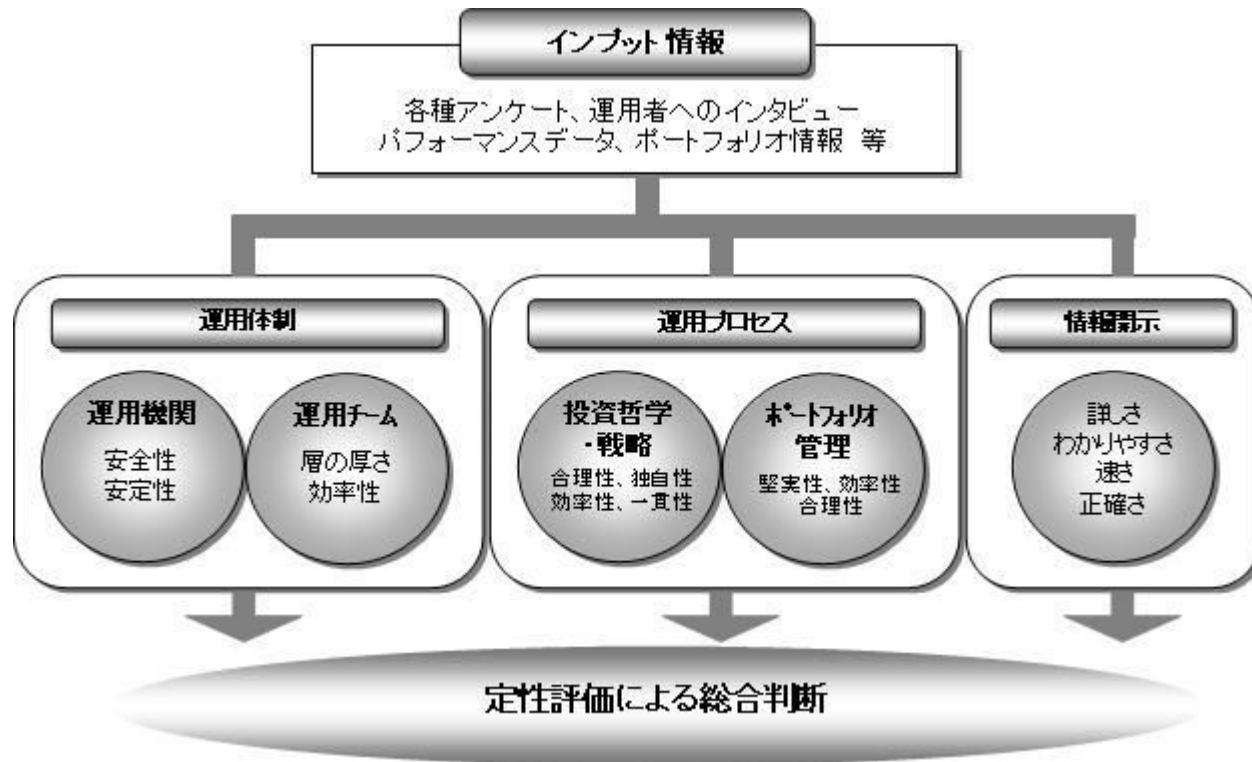 インプット情報
各種アンケート、運用者へのインタビュー
パフォーマンスデータ、ポートフォリオ情報 等
運用体制
運用機関
安全性
安定性
運用チーム
層の厚さ
効率性
運用プロセス
投資哲学
・戦略
合理性、独自性
効率性、一貫性
ポートフォリオ
管理
堅実性、効率性
合理性
情報開示
詳しさ
わかりやすさ
速さ
正確さ
定性評価による総合判断